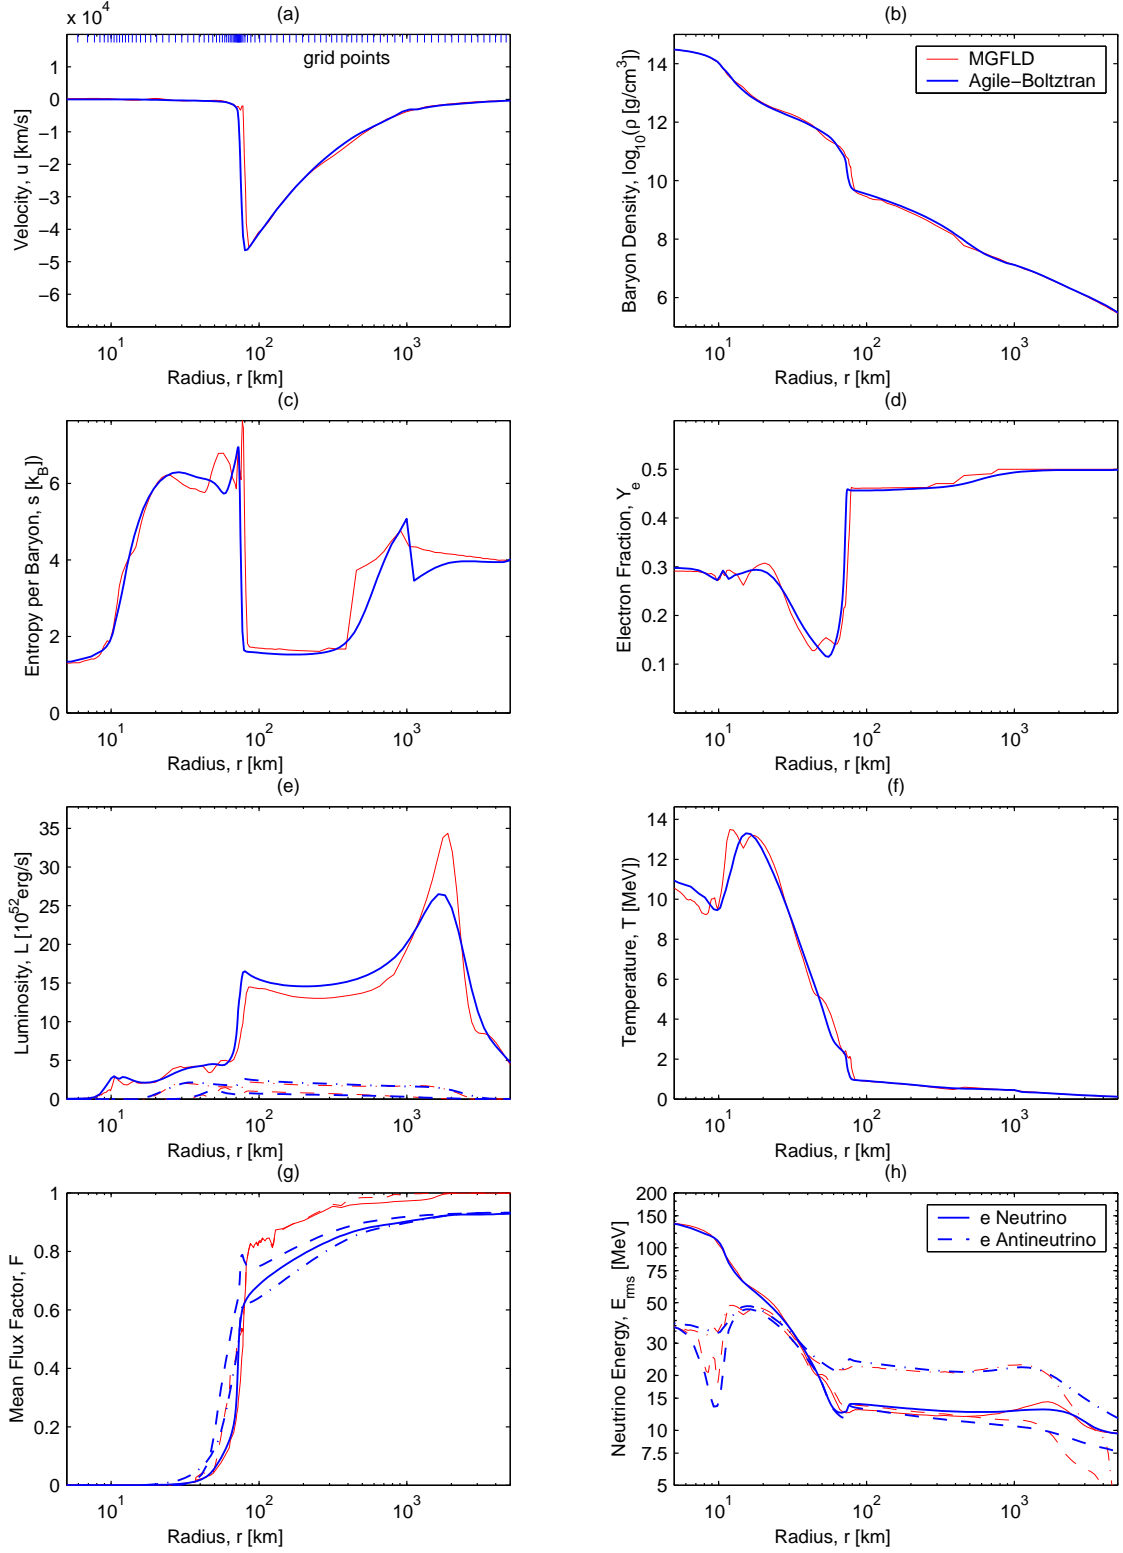 (a)
x 10^4
grid points
1
0
−1
−2
−3
−4
−5
−6
10^1
10^2
10^3
Velocity, u [km/s]
Radius, r [km]
(b)
MGFLD
Agile−Boltztran
14
12
10
8
6
10^1
10^2
10^3
Baryon Density, log10(ρ [g/cm^3])
Radius, r [km]
(c)
6
4
2
0
10^1
10^2
10^3
Entropy per Baryon, s [kB])
Radius, r [km]
(d)
0.5
0.4
0.3
0.2
0.1
10^1
10^2
10^3
Electron Fraction, Ye
Radius, r [km]
(e)
35
30
25
20
15
10
5
0
10^1
10^2
10^3
Luminosity, L [10^52erg/s]
Radius, r [km]
(f)
14
12
10
8
6
4
2
0
10^1
10^2
10^3
Temperature, T [MeV])
Radius, r [km]
(g)
1
0.8
0.6
0.4
0.2
0
10^1
10^2
10^3
Mean Flux Factor, F
Radius, r [km]
(h)
e Neutrino
e Antineutrino
200
150
100
75
50
30
20
15
10
7.5
5
10^1
10^2
10^3
Neutrino Energy, Erms [MeV]
Radius, r [km]